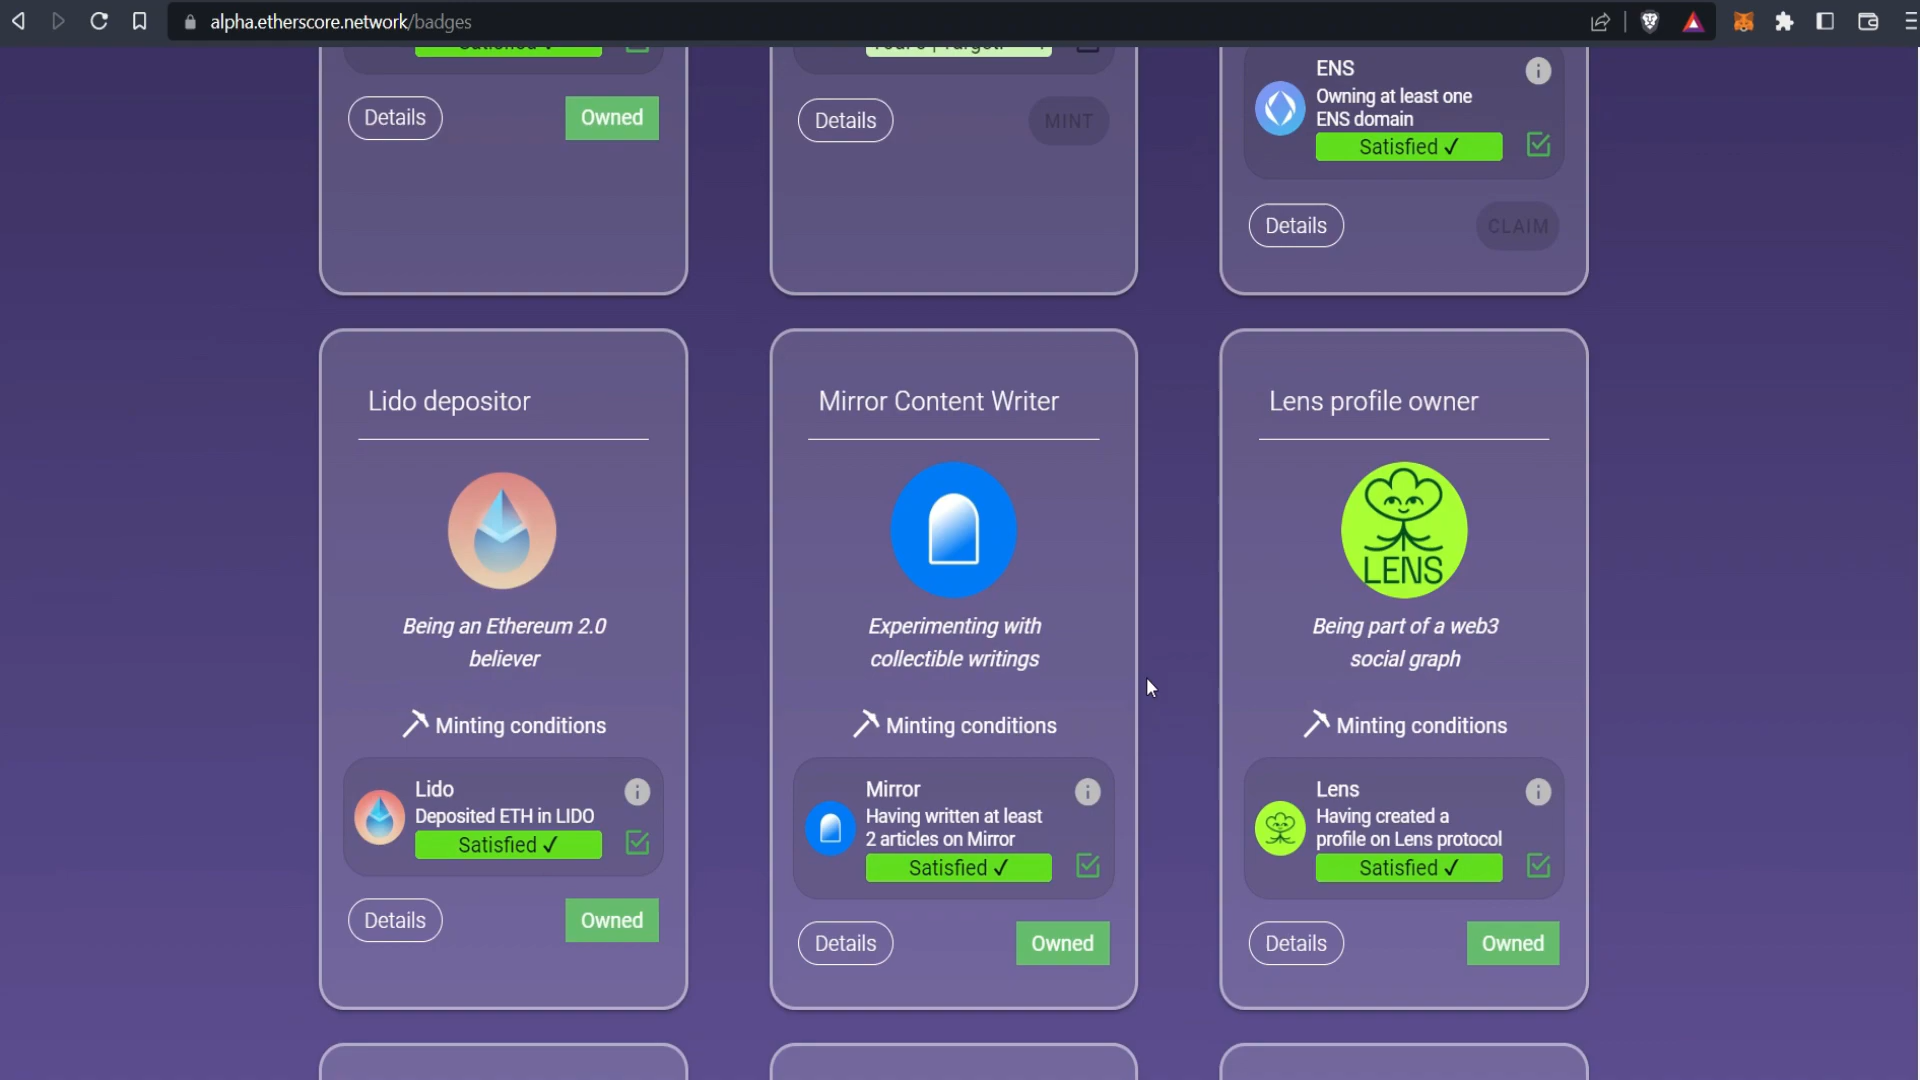 alpha.etherscore.network/badges
Satisfied ✓
Details
Owned
Details
MINT
ENS
Owning at least one
ENS domain
Satisfied ✓
Details
CLAIM
Lido depositor
Being an Ethereum 2.0
believer
Minting conditions
Lido
Deposited ETH in LIDO
Satisfied ✓
Details
Owned
Mirror Content Writer
Experimenting with
collectible writings
Minting conditions
Mirror
Having written at least
2 articles on Mirror
Satisfied ✓
Details
Owned
Lens profile owner
LENS
Being part of a web3
social graph
Minting conditions
Lens
Having created a
profile on Lens protocol
Satisfied ✓
Details
Owned